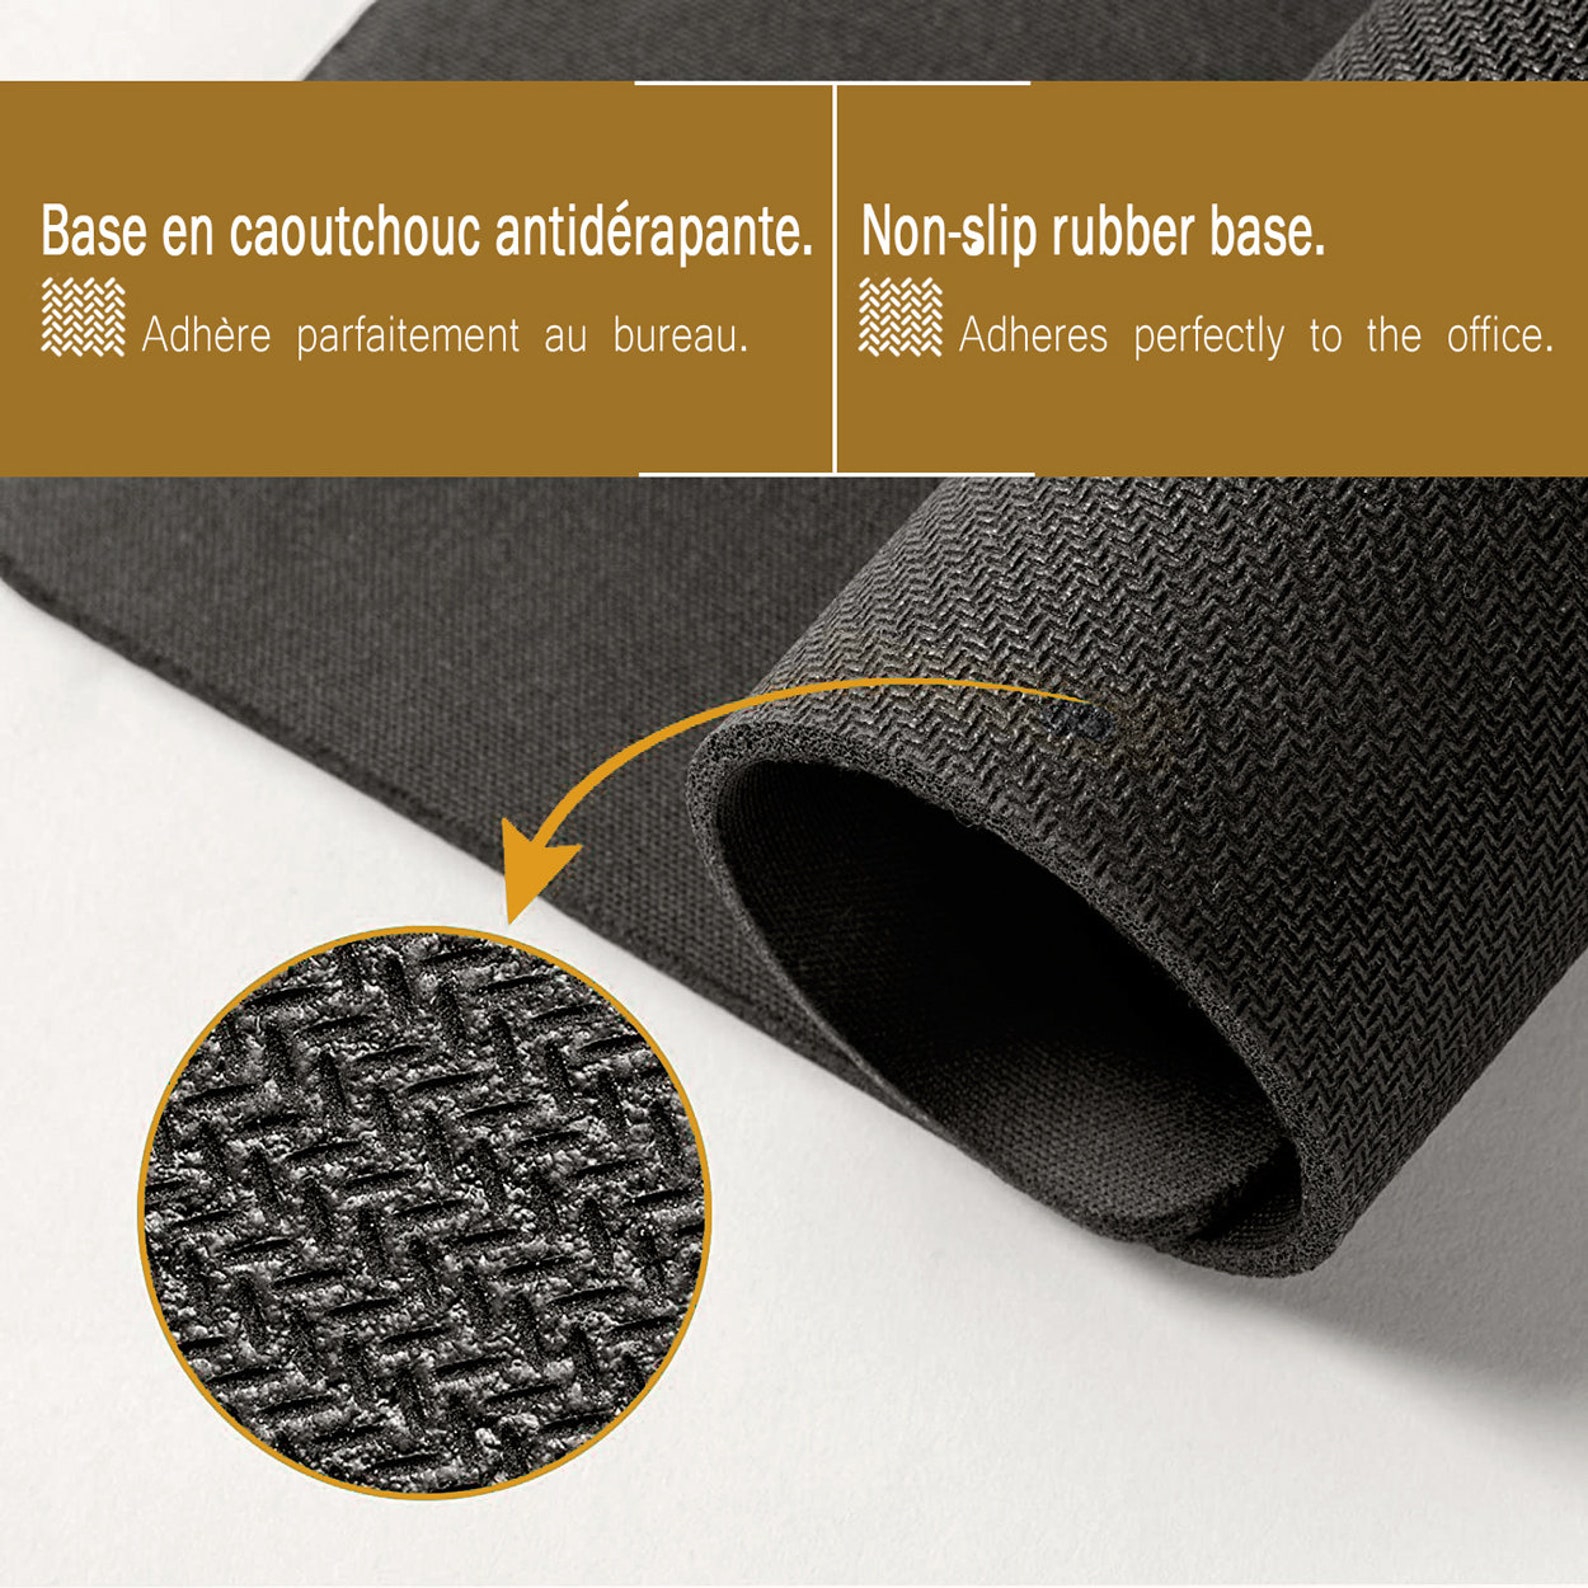 Base en caoutchouc antidérapante.
Adhère parfaitement au bureau.
Non-slip rubber base.
Adheres perfectly to the office.